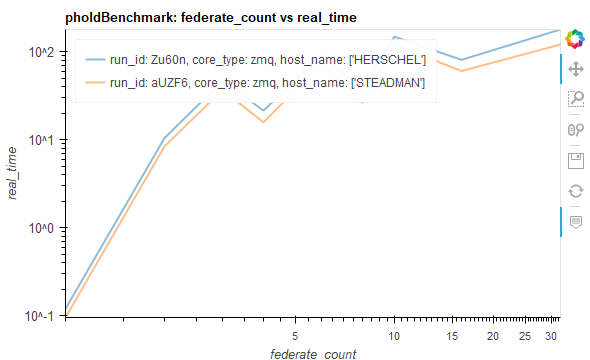 pholdBenchmark: federate_count vs real_time
10^2
10^1
10^0
10^-1
real_time
run_id: Zu60n, core_type: zmq, host_name: ['HERSCHEL']
run_id: aUZF6, core_type: zmq, host_name: ['STEADMAN']
5 10 15 20 25 30
federate_count